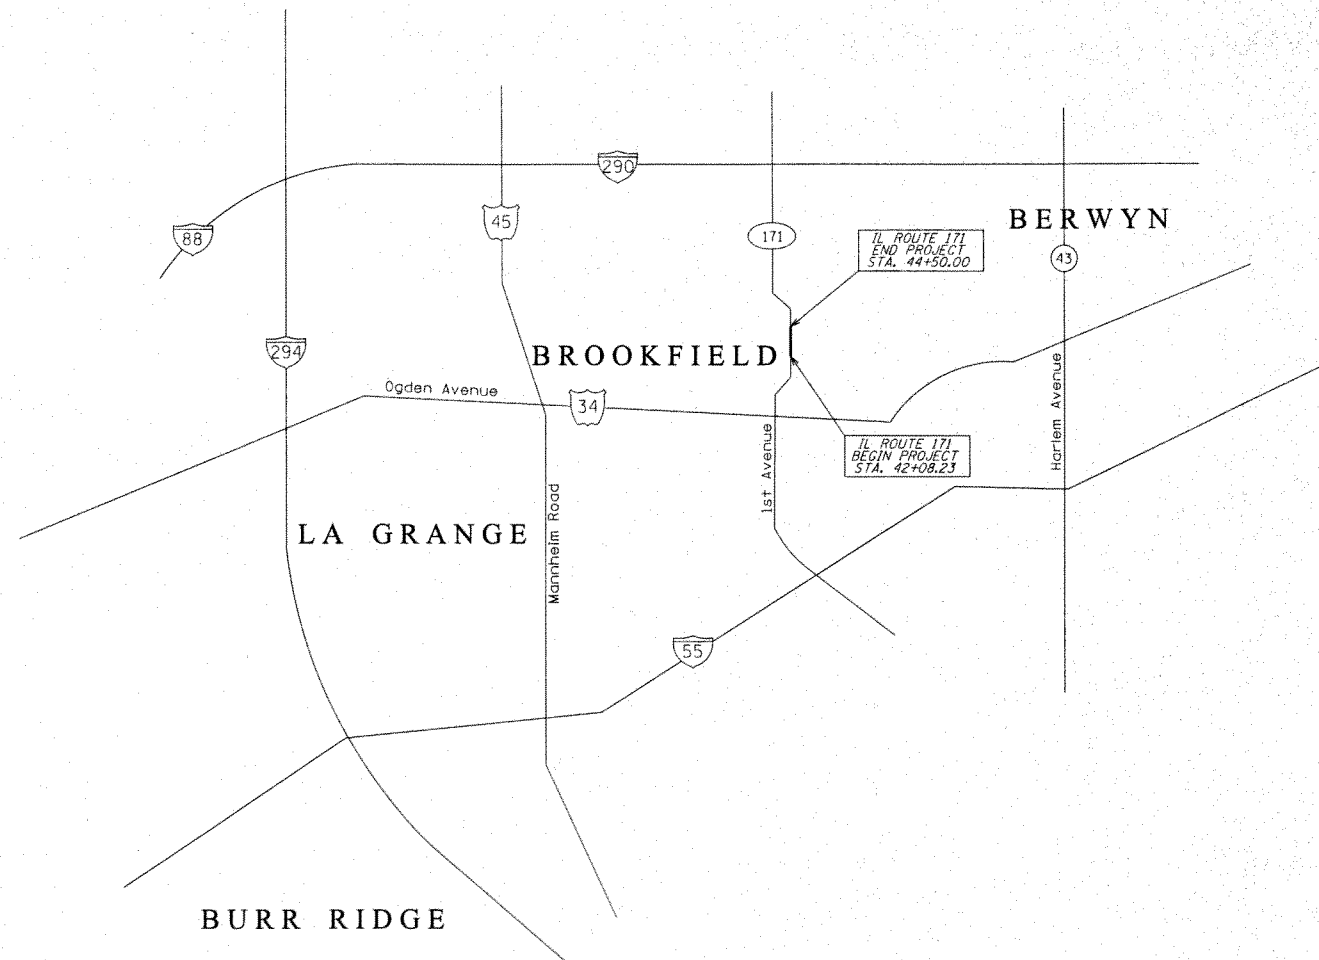 290
BERWYN
45
88
171
IL ROUTE 171
END PROJECT
STA. 44+50.00
43
294
BROOKFIELD
Ogden Avenue
34
Harlem Avenue
1st Avenue
IL ROUTE 171
BEGIN PROJECT
STA. 42+08.23
LA GRANGE
Mannheim Road
55
BURR RIDGE